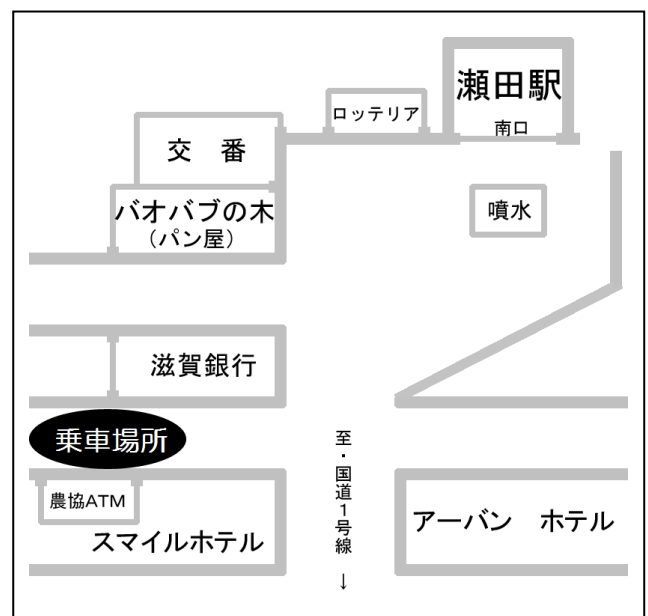 瀬田駅
南口
ロッテリア
交　番
バオバブの木
（パン屋）
噴水
滋賀銀行
乗車場所
至・国道1号線　↓
農協ATM
スマイルホテル
アーバン　ホテル